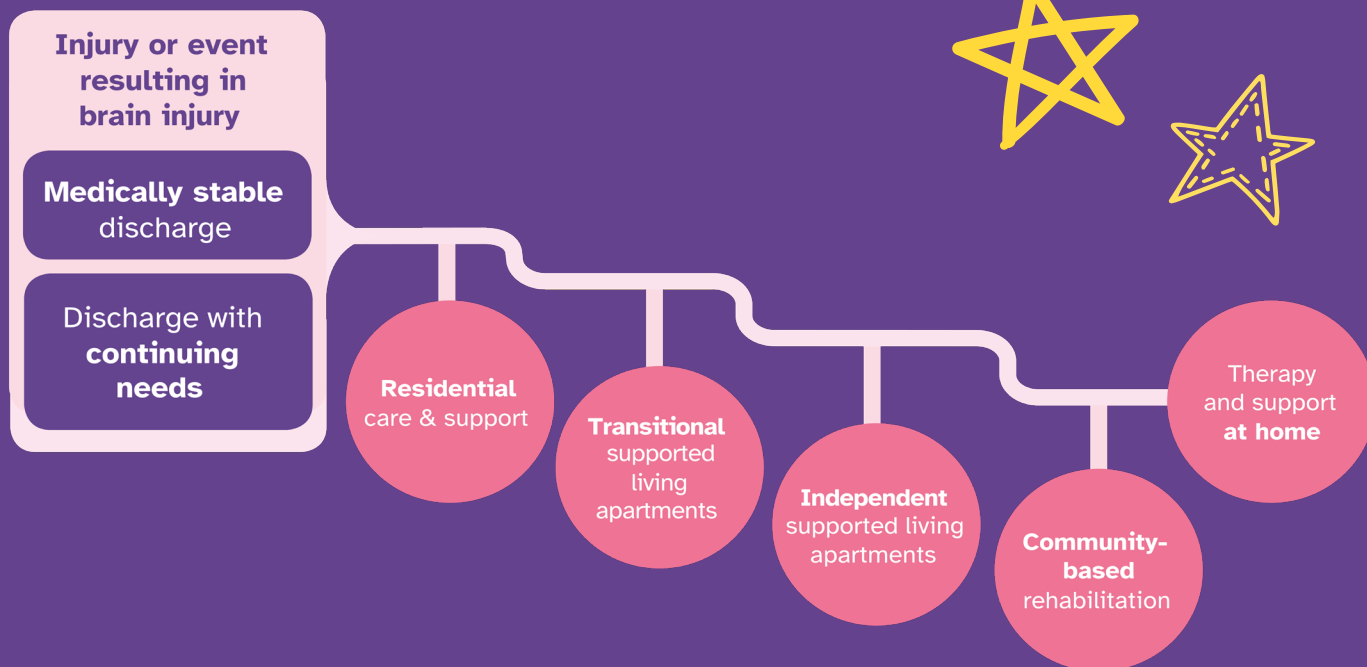 Injury or event
resulting in
brain injury
Medically stable
discharge
Discharge with
continuing
needs
Residential
care & support
Transitional
supported
living
apartments
Independent
supported living
apartments
Community-
based
rehabilitation
Therapy
and support
at home